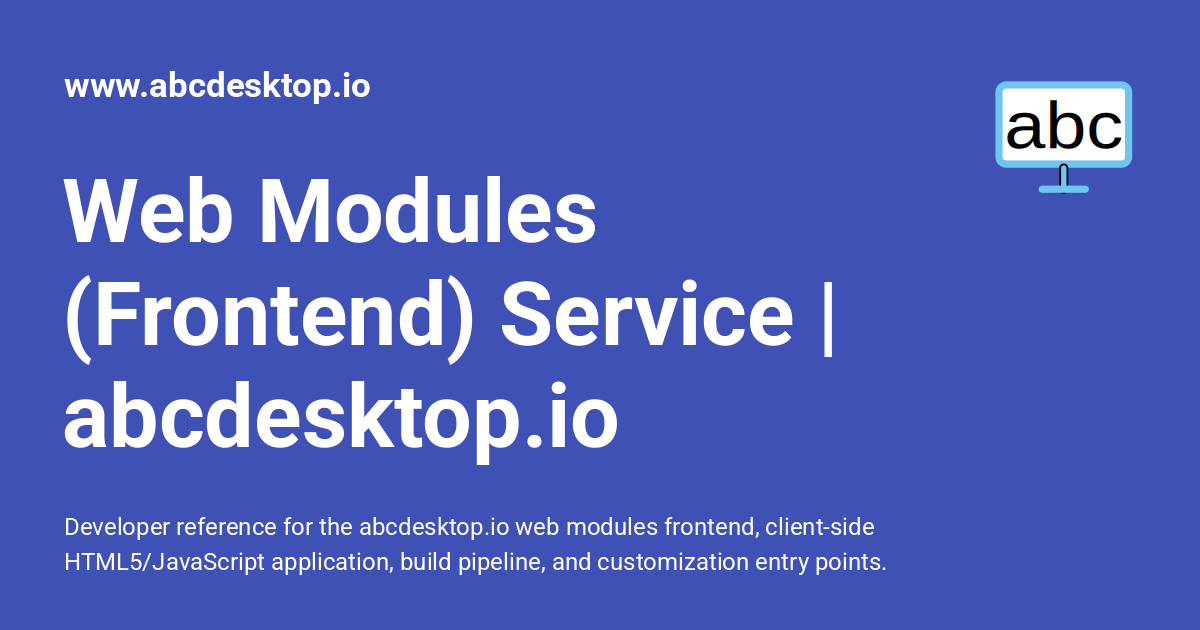 www.abcdesktop.io
abc
Web Modules
(Frontend) Service |
abcdesktop.io
Developer reference for the abcdesktop.io web modules frontend, client-side
HTML5/JavaScript application, build pipeline, and customization entry points.